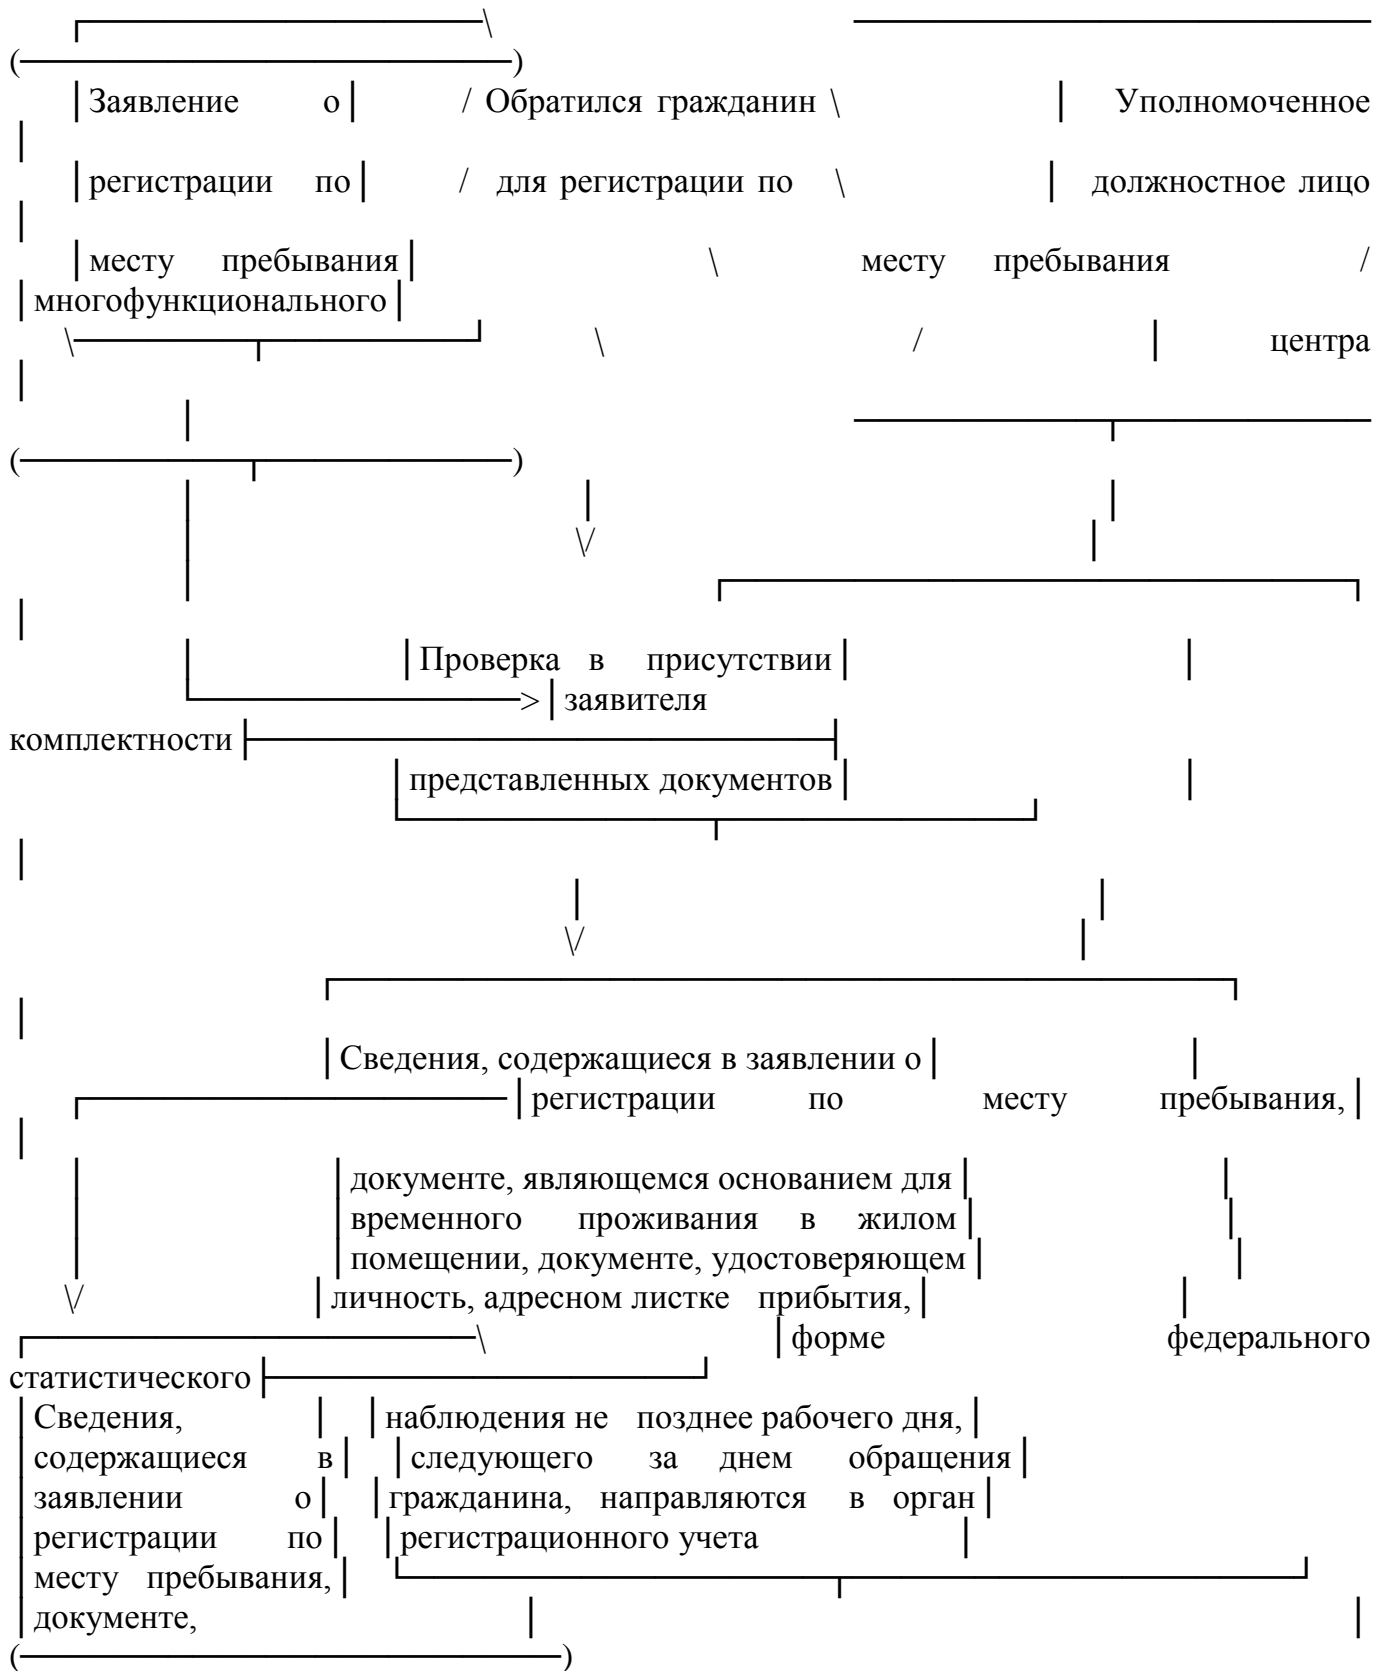 Заявление о Обратился гражданин Уполномоченное
регистрации по для регистрации по должностное лицо
месту пребывания месту пребывания
многофункционального
центра
Проверка в присутствии
заявителя
комплектности
представленных документов
Сведения, содержащиеся в заявлении о
регистрации по месту пребывания,
документе, являющемся основанием для
временного проживания в жилом
помещении, документе, удостоверяющем
личность, адресном листке прибытия,
форме федерального
статистического
Сведения, наблюдения не позднее рабочего дня,
содержащиеся в следующего за днем обращения
заявлении о гражданина, направляются в орган
регистрации по регистрационного учета
месту пребывания,
документе,